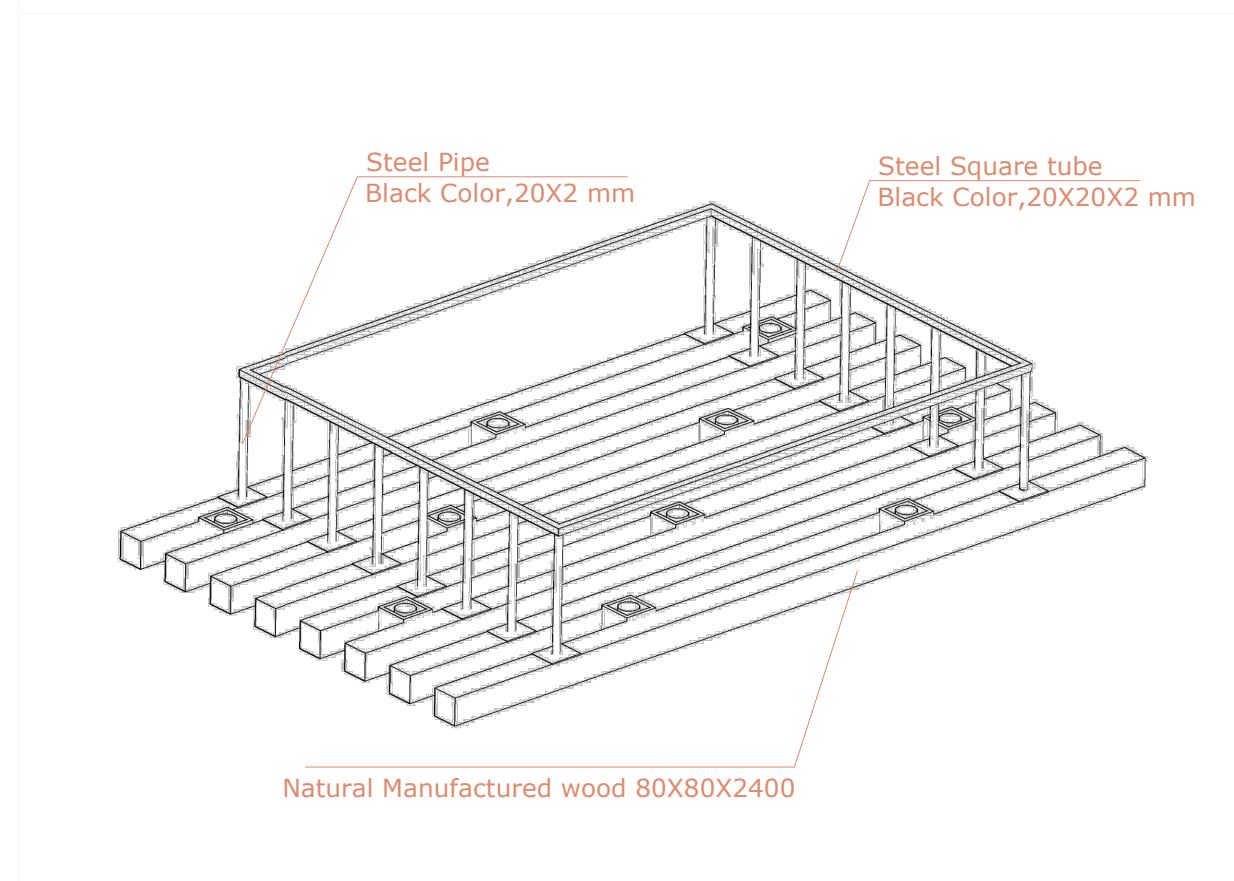 Steel Pipe
Black Color,20X2 mm
Steel Square tube
Black Color,20X20X2 mm
Natural Manufactured wood 80X80X2400